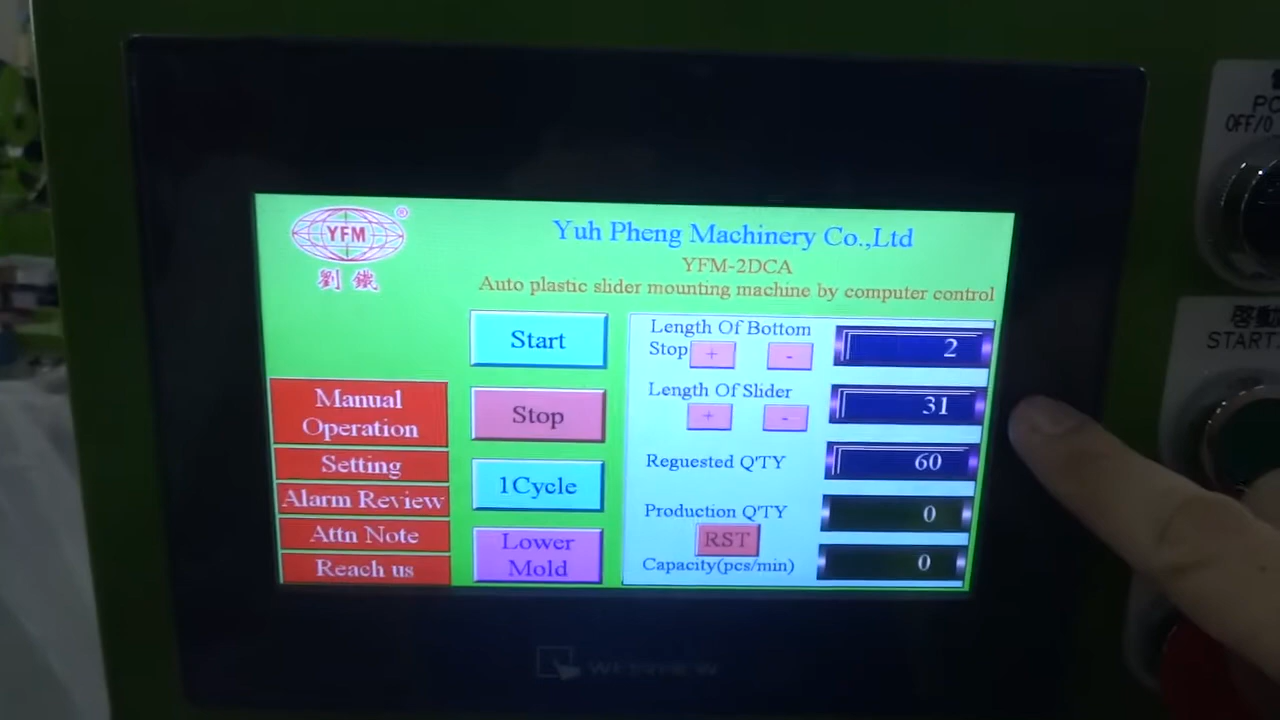 YFM
®
劉鐵
Yuh Pheng Machinery Co.,Ltd
YFM-2DCA
Auto plastic slider mounting machine by computer control
Start
Stop
1Cycle
Lower
Mold
Manual
Operation
Setting
Alarm Review
Attn Note
Reach us
Length Of Bottom
Stop + - 2
Length Of Slider
+ - 31
Reguested Q'TY 60
Production Q'TY 0
RST
Capacity(pcs/min) 0
PC
OFF/O
START